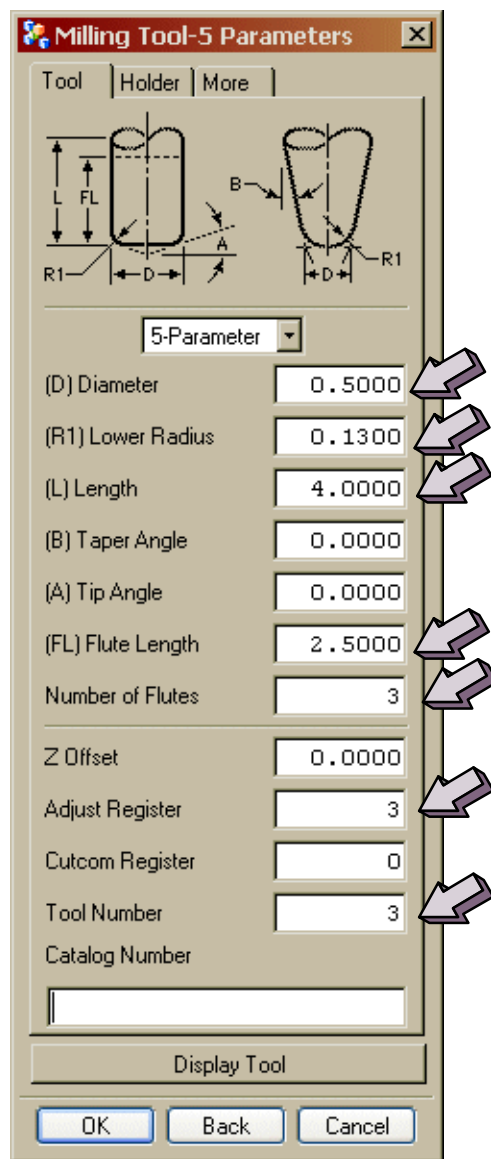 Milling Tool-5 Parameters
Tool Holder More
L FL R1 D A B D R1
5-Parameter
(D) Diameter 0.5000
(R1) Lower Radius 0.1300
(L) Length 4.0000
(B) Taper Angle 0.0000
(A) Tip Angle 0.0000
(FL) Flute Length 2.5000
Number of Flutes 3
Z Offset 0.0000
Adjust Register 3
Cutcom Register 0
Tool Number 3
Catalog Number
Display Tool
OK Back Cancel